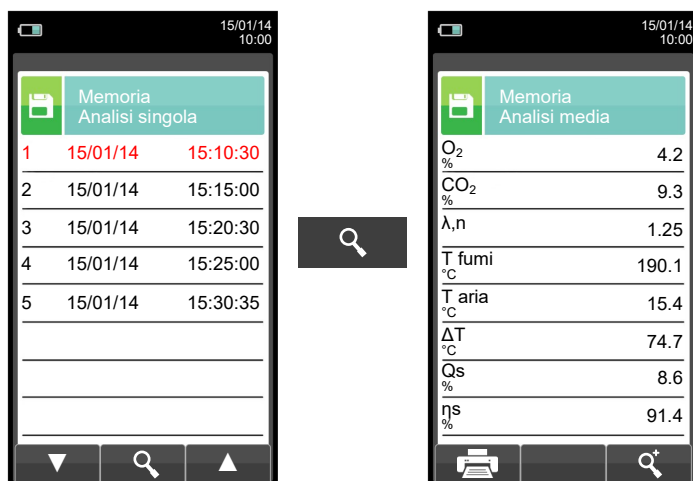 15/01/14
10:00
Memoria
Analisi singola
1 15/01/14 15:10:30
2 15/01/14 15:15:00
3 15/01/14 15:20:30
4 15/01/14 15:25:00
5 15/01/14 15:30:35
15/01/14
10:00
Memoria
Analisi media
O₂
% 4.2
CO₂
% 9.3
λ,n 1.25
T fumi
°C 190.1
T aria
°C 15.4
ΔT
°C 74.7
Qs
% 8.6
ηs
% 91.4